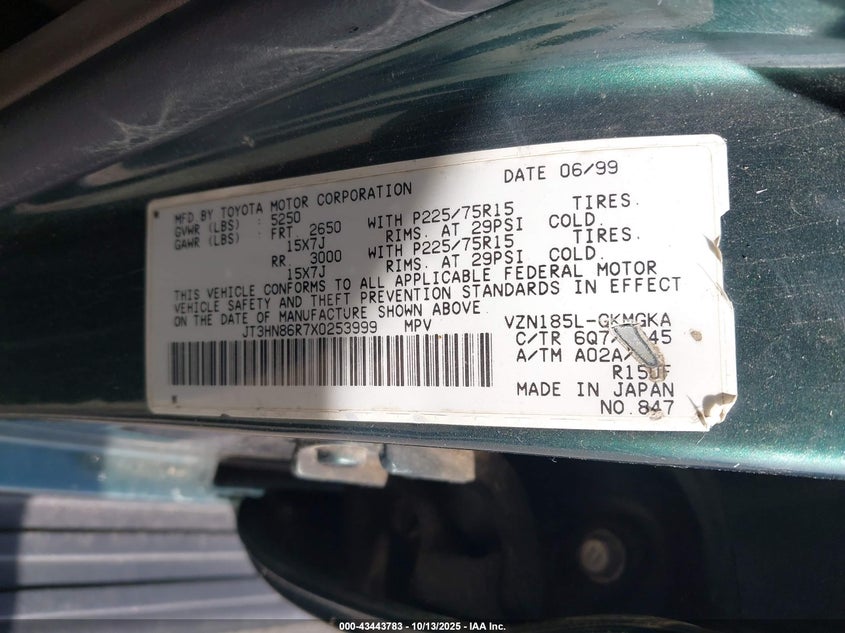 DATE 06/99
MFD.BY TOYOTA MOTOR CORPORATION
GVWR (LBS) : 5250
GAWR (LBS) : FRT. 2650 WITH P225/75R15 TIRES.
15X7J RIMS. AT 29PSI COLD.
RR. 3000 WITH P225/75R15 TIRES.
15X7J RIMS. AT 29PSI COLD.
THIS VEHICLE CONFORMS TO ALL APPLICABLE FEDERAL MOTOR
VEHICLE SAFETY AND THEFT PREVENTION STANDARDS IN EFFECT
ON THE DATE OF MANUFACTURE SHOWN ABOVE.
JT3HN86R7X0253999 MPV VZN185L-GKMGKA
C/TR 6Q7 45
A/TM A02A/
R150F
MADE IN JAPAN
NO.847
000-43443783 - 10/13/2025 - IAA Inc.